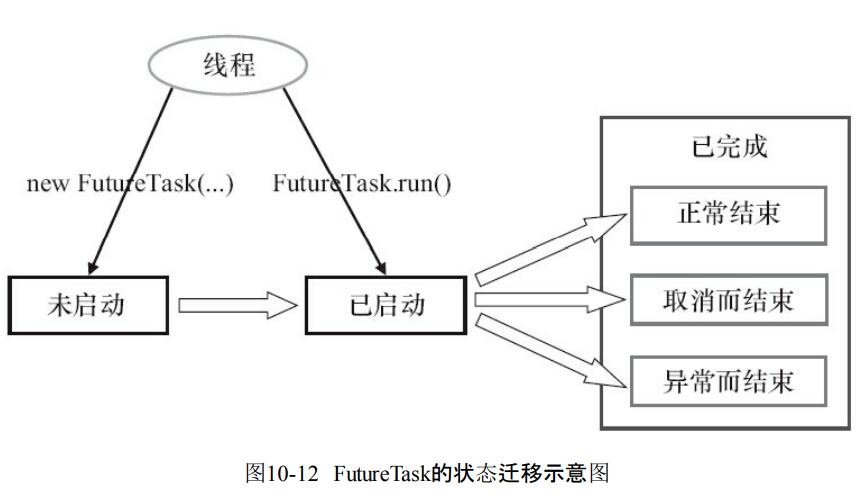 线程
new FutureTask(...)
FutureTask.run()
未启动
已启动
已完成
正常结束
取消而结束
异常而结束
图10-12 FutureTask的状态迁移示意图